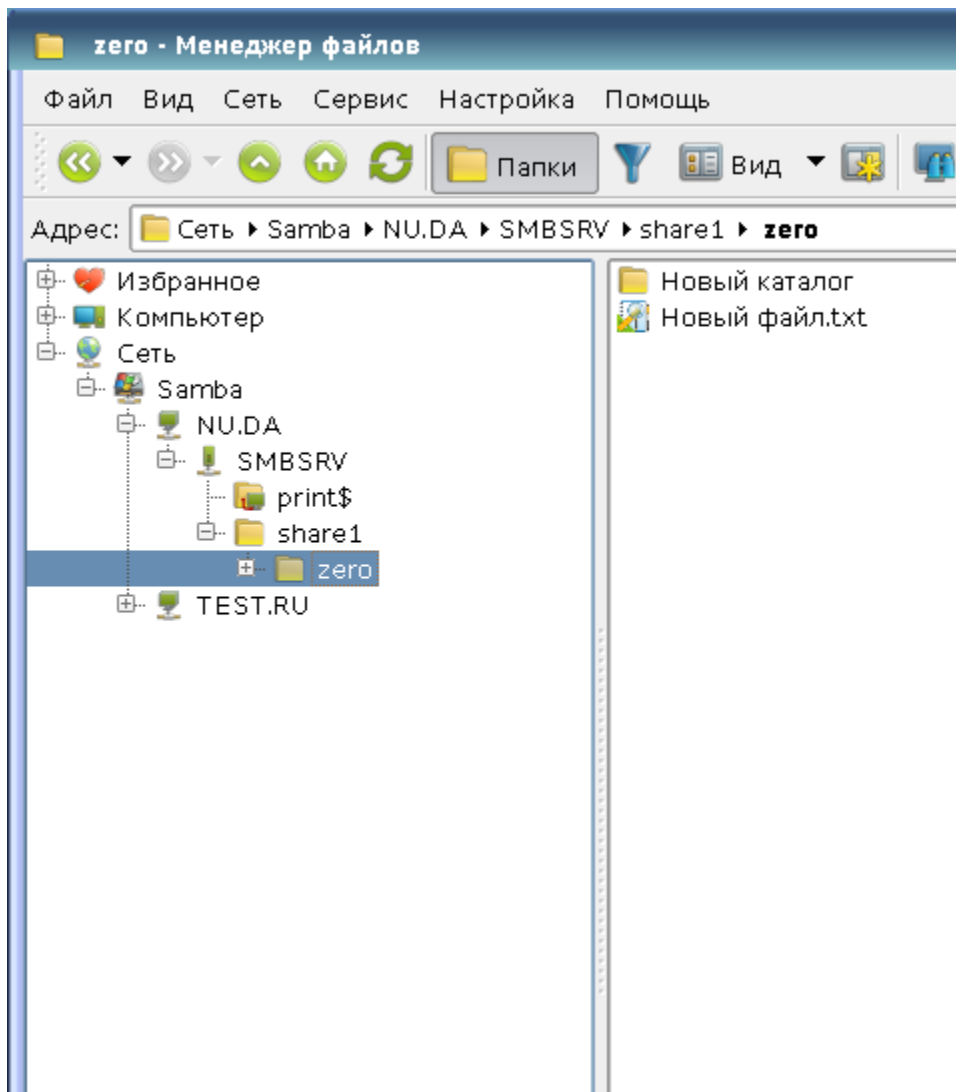 zero - Менеджер файлов
Файл Вид Сеть Сервис Настройка Помощь
Папки Вид
Адрес: Сеть Samba NU.DA SMBSRV share1 zero
Избранное
Компьютер
Сеть
Samba
NU.DA
SMBSRV
print$
share1
zero
TEST.RU
Новый каталог
Новый файл.txt